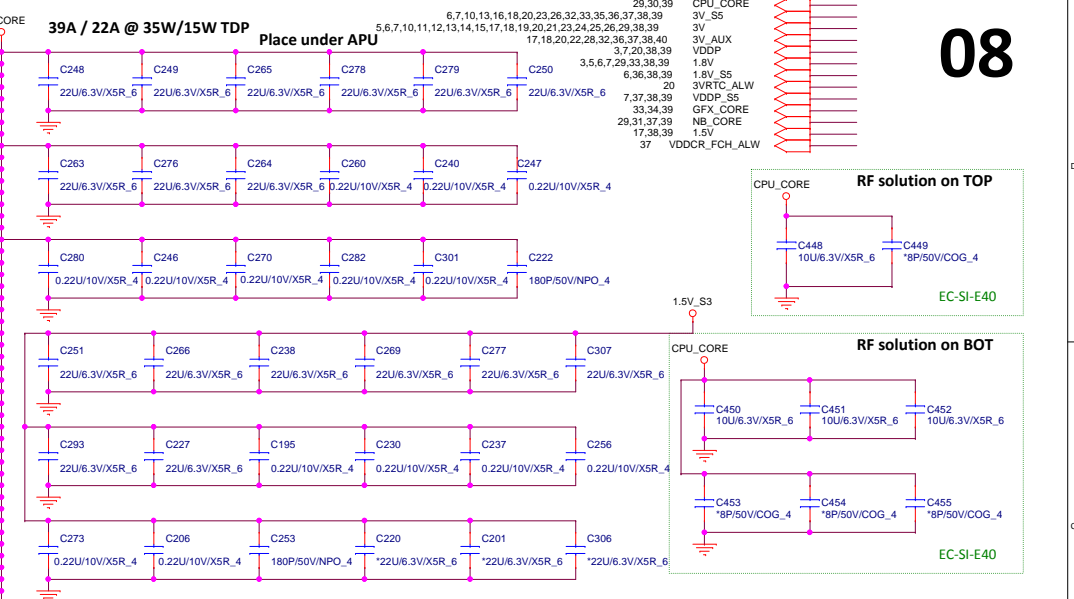 CORE
39A / 22A @ 35W/15W TDP
Place under APU
29,30,39 CPU_CORE
6,7,10,13,16,18,20,23,26,32,33,35,36,37,38,39 3V_S5
5,6,7,10,11,12,13,14,15,17,18,19,20,21,23,24,25,26,29,38,39 3V
17,18,20,22,28,32,36,37,38,40 3V_AUX
3,7,20,38,39 VDDP
3,5,6,7,29,33,38,39 1.8V
6,36,38,39 1.8V_S5
20 3VRTC_ALW
7,37,38,39 VDDP_S5
33,34,39 GFX_CORE
29,31,37,39 NB_CORE
17,38,39 1.5V
37 VDDCR_FCH_ALW
08
C248 C249 C265 C278 C279 C250
22U/6.3V/X5R_6 22U/6.3V/X5R_6 22U/6.3V/X5R_6 22U/6.3V/X5R_6 22U/6.3V/X5R_6 22U/6.3V/X5R_6
C263 C276 C264 C260 C240 C247
22U/6.3V/X5R_6 22U/6.3V/X5R_6 22U/6.3V/X5R_6 0.22U/10V/X5R_4 0.22U/10V/X5R_4 0.22U/10V/X5R_4
C280 C246 C270 C282 C301 C222
0.22U/10V/X5R_4 0.22U/10V/X5R_4 0.22U/10V/X5R_4 0.22U/10V/X5R_4 0.22U/10V/X5R_4 180P/50V/NPO_4
1.5V_S3
C251 C266 C238 C269 C277 C307
22U/6.3V/X5R_6 22U/6.3V/X5R_6 22U/6.3V/X5R_6 22U/6.3V/X5R_6 22U/6.3V/X5R_6 22U/6.3V/X5R_6
C293 C227 C195 C230 C237 C256
22U/6.3V/X5R_6 22U/6.3V/X5R_6 0.22U/10V/X5R_4 0.22U/10V/X5R_4 0.22U/10V/X5R_4 0.22U/10V/X5R_4
C273 C206 C253 C220 C201 C306
0.22U/10V/X5R_4 0.22U/10V/X5R_4 180P/50V/NPO_4 *22U/6.3V/X5R_6 *22U/6.3V/X5R_6 *22U/6.3V/X5R_6
RF solution on TOP
CPU_CORE
C448 C449
10U/6.3V/X5R_6 *8P/50V/COG_4
EC-SI-E40
RF solution on BOT
CPU_CORE
C450 C451 C452
10U/6.3V/X5R_6 10U/6.3V/X5R_6 10U/6.3V/X5R_6
C453 C454 C455
*8P/50V/COG_4 *8P/50V/COG_4 *8P/50V/COG_4
EC-SI-E40